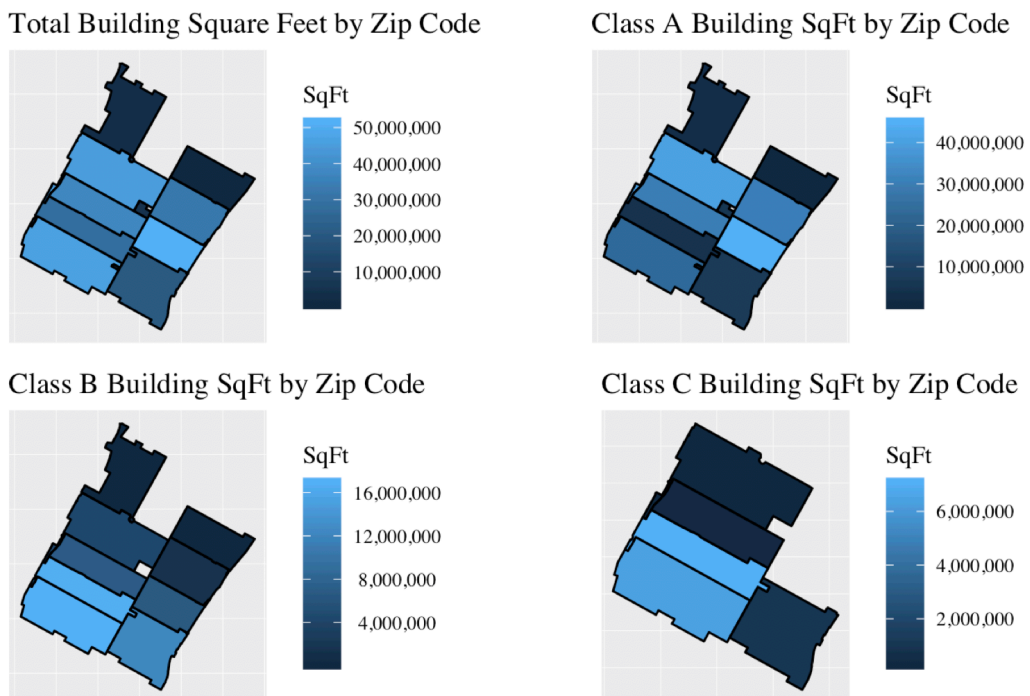 Total Building Square Feet by Zip Code
SqFt
50,000,000
40,000,000
30,000,000
20,000,000
10,000,000
Class A Building SqFt by Zip Code
SqFt
40,000,000
30,000,000
20,000,000
10,000,000
Class B Building SqFt by Zip Code
SqFt
16,000,000
12,000,000
8,000,000
4,000,000
Class C Building SqFt by Zip Code
SqFt
6,000,000
4,000,000
2,000,000